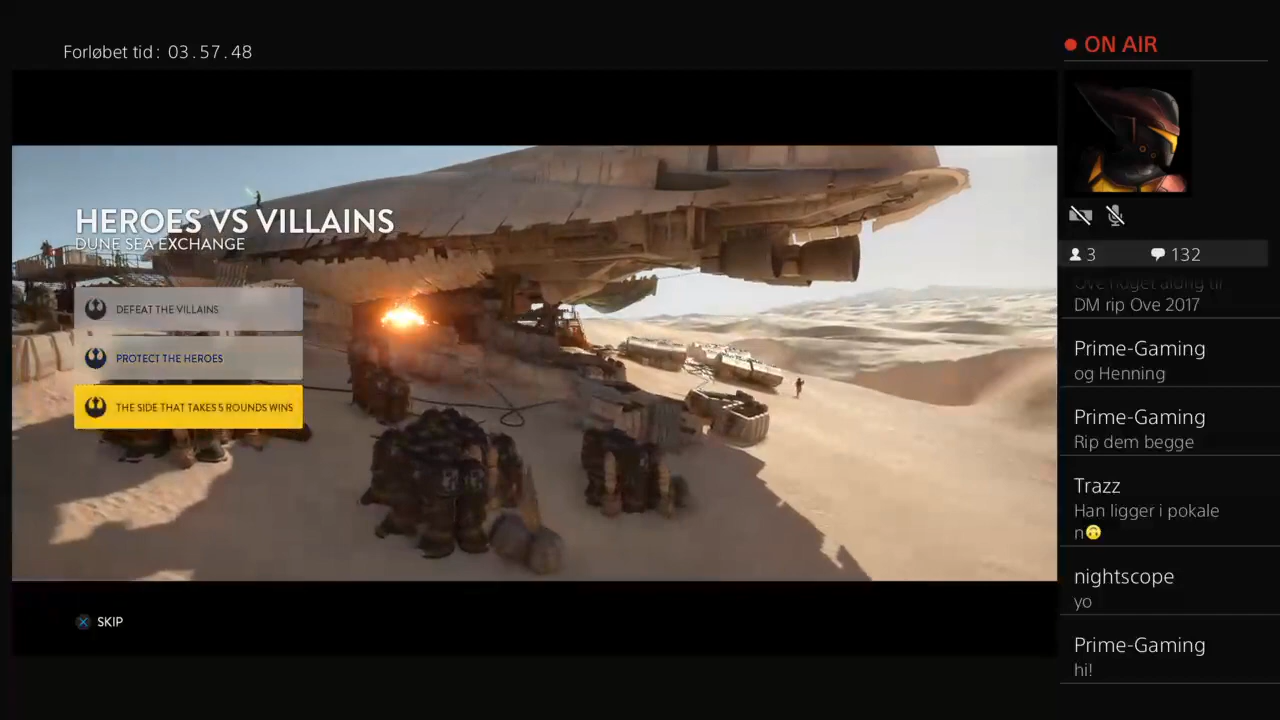 Forløbet tid: 03.57.48
ON AIR
HEROES VS VILLAINS
DUNE SEA EXCHANGE
DEFEAT THE VILLAINS
PROTECT THE HEROES
THE SIDE THAT TAKES 5 ROUNDS WINS
SKIP
3 132
DM rip Ove 2017
Prime-Gaming
og Henning
Prime-Gaming
Rip dem begge
Trazz
Han ligger i pokale
n🙃
nightscope
yo
Prime-Gaming
hi!